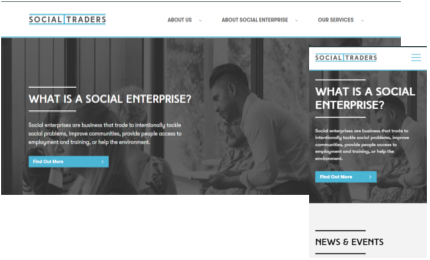 SOCIAL TRADERS
ABOUT US
ABOUT SOCIAL ENTERPRISE
OUR SERVICES
WHAT IS A SOCIAL ENTERPRISE?
Social enterprises are business that trade to intentionally tackle
social problems, improve communities, provide people access to
employment and training, or help the environment.
Find Out More
SOCIAL TRADERS
WHAT IS A SOCIAL
ENTERPRISE?
Social enterprises are business that trade to
intentionally tackle social problems, improve
communities, provide people access to
employment and training, or help the
environment.
Find Out More
NEWS & EVENTS